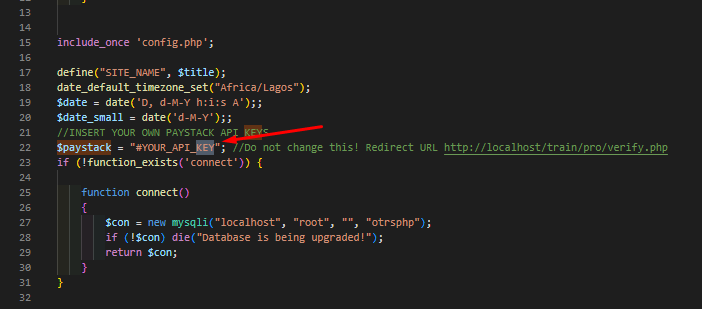 12 }
13
14
15 include_once 'config.php';
16
17 define("SITE_NAME", $title);
18 date_default_timezone_set("Africa/Lagos");
19 $date = date('D, d-M-Y h:i:s A');;
20 $date_small = date('d-M-Y');;
21 //INSERT YOUR OWN PAYSTACK API KEYS
22 $paystack = "#YOUR_API_KEY"; //Do not change this! Redirect URL http://localhost/train/pro/verify.php
23 if (!function_exists('connect')) {
24
25 function connect()
26 {
27 $con = new mysqli("localhost", "root", "", "otrsphp");
28 if (!$con) die("Database is being upgraded!");
29 return $con;
30 }
31 }
32